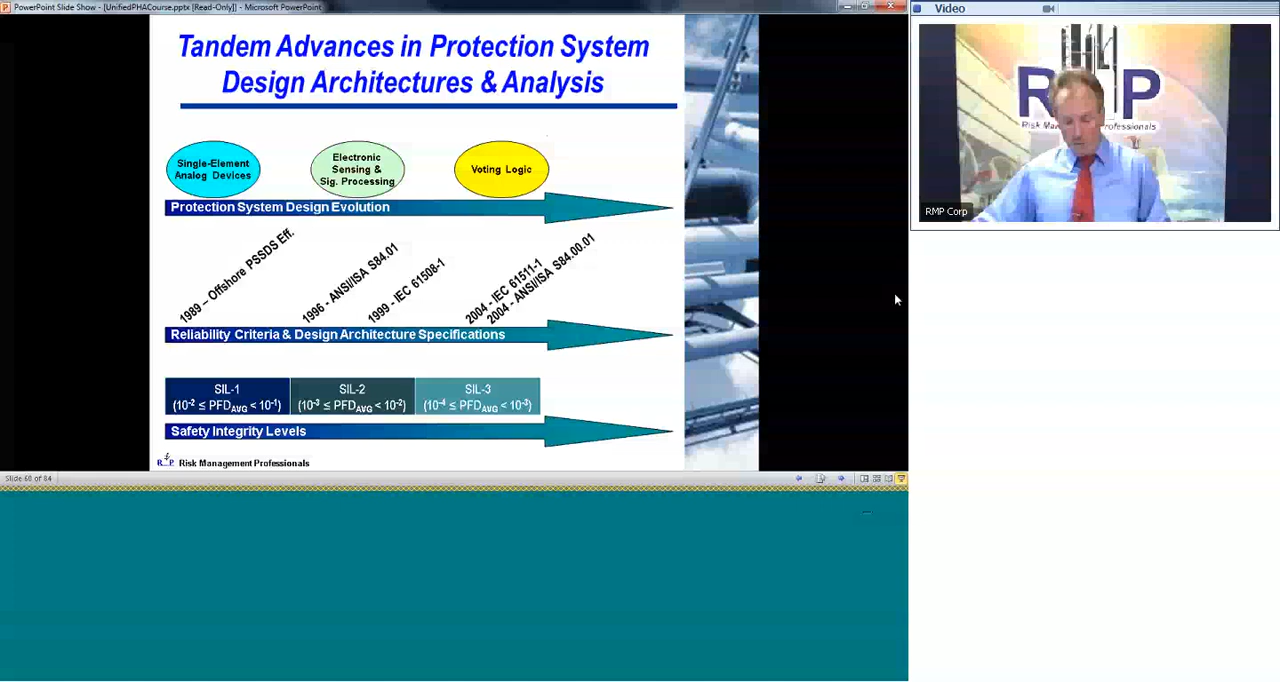 PowerPoint Slide Show - [UnifiedPHACourse.pptx [Read-Only]] - Microsoft PowerPoint
Video
Tandem Advances in Protection System
Design Architectures & Analysis
Single-Element
Analog Devices
Electronic
Sensing &
Sig. Processing
Voting Logic
Protection System Design Evolution
1989 – Offshore PSSDS Eff.
1996 - ANSI/ISA S84.01
1999 - IEC 61508-1
2004 - IEC 61511-1
2004 - ANSI/ISA S84.00.01
Reliability Criteria & Design Architecture Specifications
SIL-1
(10⁻² ≤ PFDAVG < 10⁻¹)
SIL-2
(10⁻³ ≤ PFDAVG < 10⁻²)
SIL-3
(10⁻⁴ ≤ PFDAVG < 10⁻³)
Safety Integrity Levels
R P Risk Management Professionals
Slide 60 of 84
R P
Risk Ma rofessionals
RMP Corp